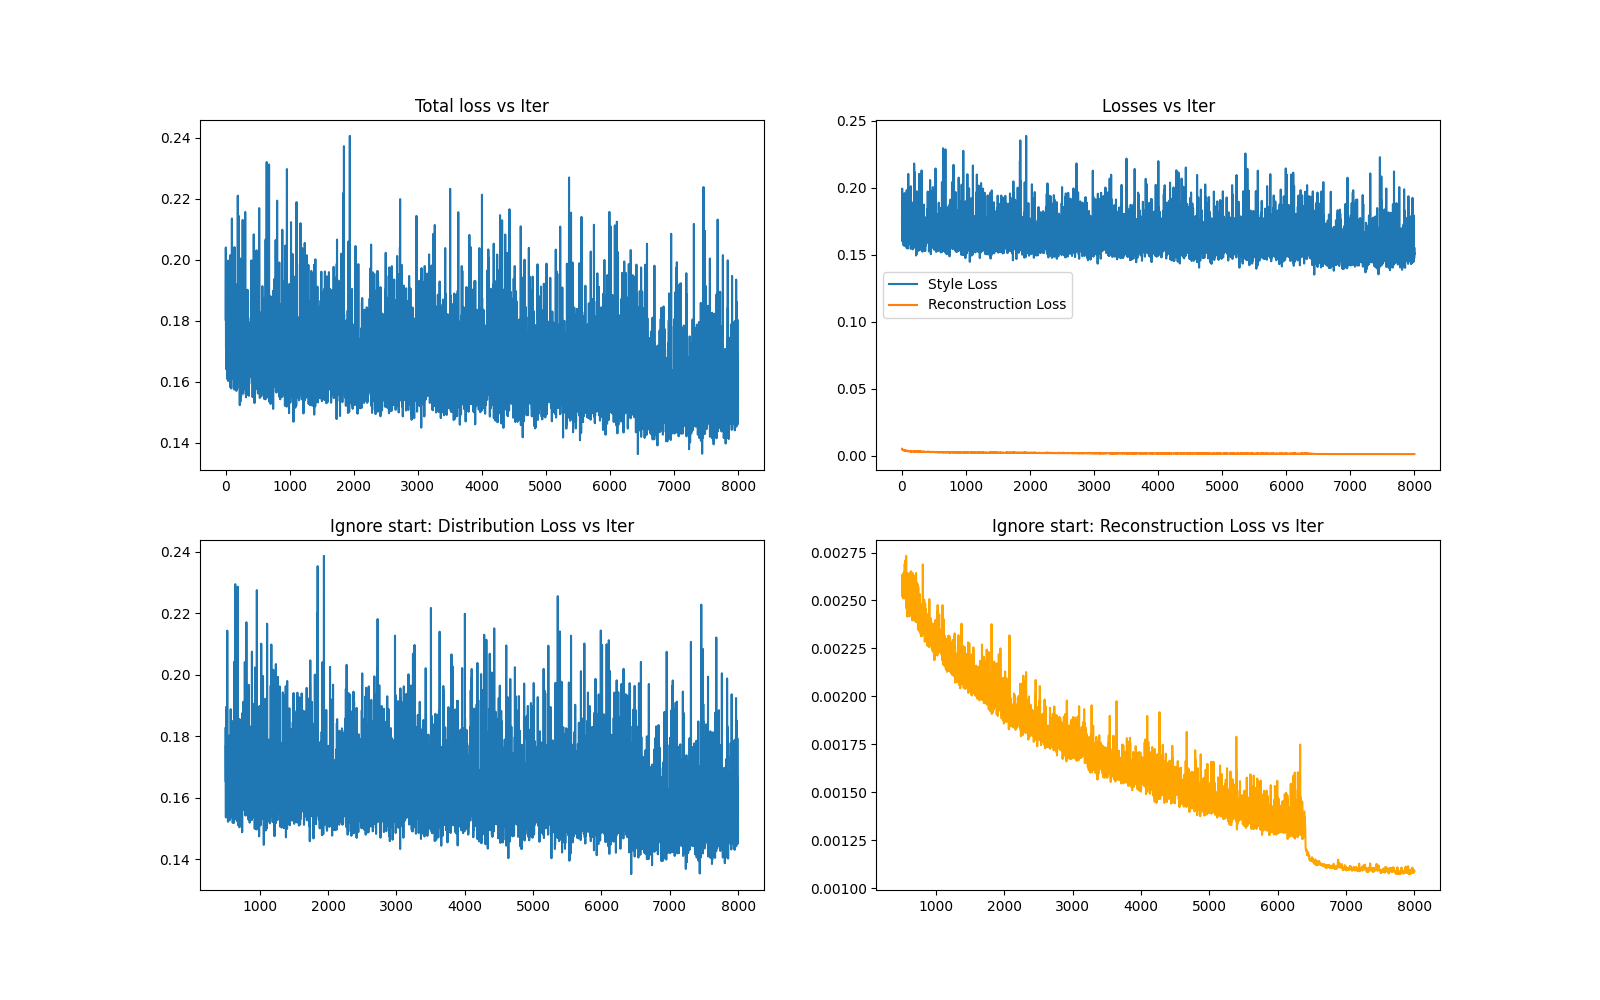 Total loss vs Iter
0.24
0.22
0.20
0.18
0.16
0.14
0 1000 2000 3000 4000 5000 6000 7000 8000
Losses vs Iter
0.25
0.20
0.15
0.10
0.05
0.00
Style Loss
Reconstruction Loss
0 1000 2000 3000 4000 5000 6000 7000 8000
Ignore start: Distribution Loss vs Iter
0.24
0.22
0.20
0.18
0.16
0.14
1000 2000 3000 4000 5000 6000 7000 8000
Ignore start: Reconstruction Loss vs Iter
0.00275
0.00250
0.00225
0.00200
0.00175
0.00150
0.00125
0.00100
1000 2000 3000 4000 5000 6000 7000 8000